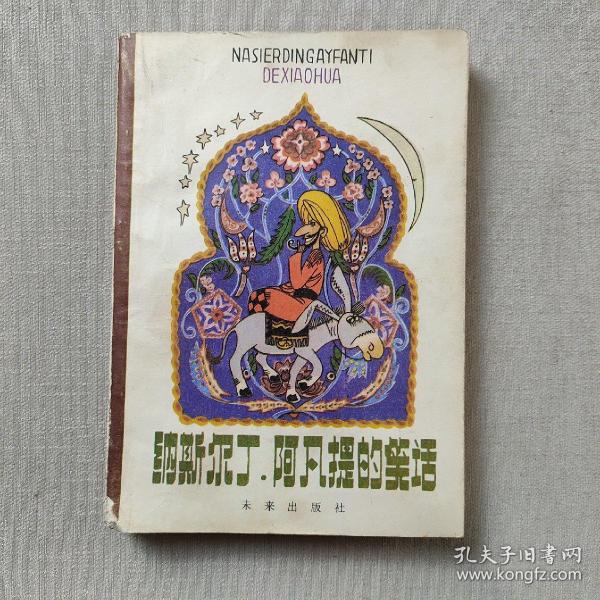 NASIERDINGAYFANTI
DEXIAOHUA
纳斯尔丁.阿凡提的笑话
未来出版社
孔夫子旧书网
www.kongfz.com